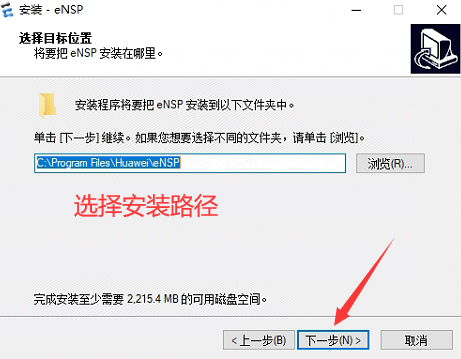 安装 - eNSP
选择目标位置
将要把 eNSP 安装在哪里。
安装程序将要把 eNSP 安装到以下文件夹中。
单击 [下一步] 继续。如果您想要选择不同的文件夹，请单击 [浏览]。
C:\Program Files\Huawei\eNSP
浏览(R)...
选择安装路径
完成安装至少需要 2,215.4 MB 的可用磁盘空间。
< 上一步(B)
下一步(N) >
取消